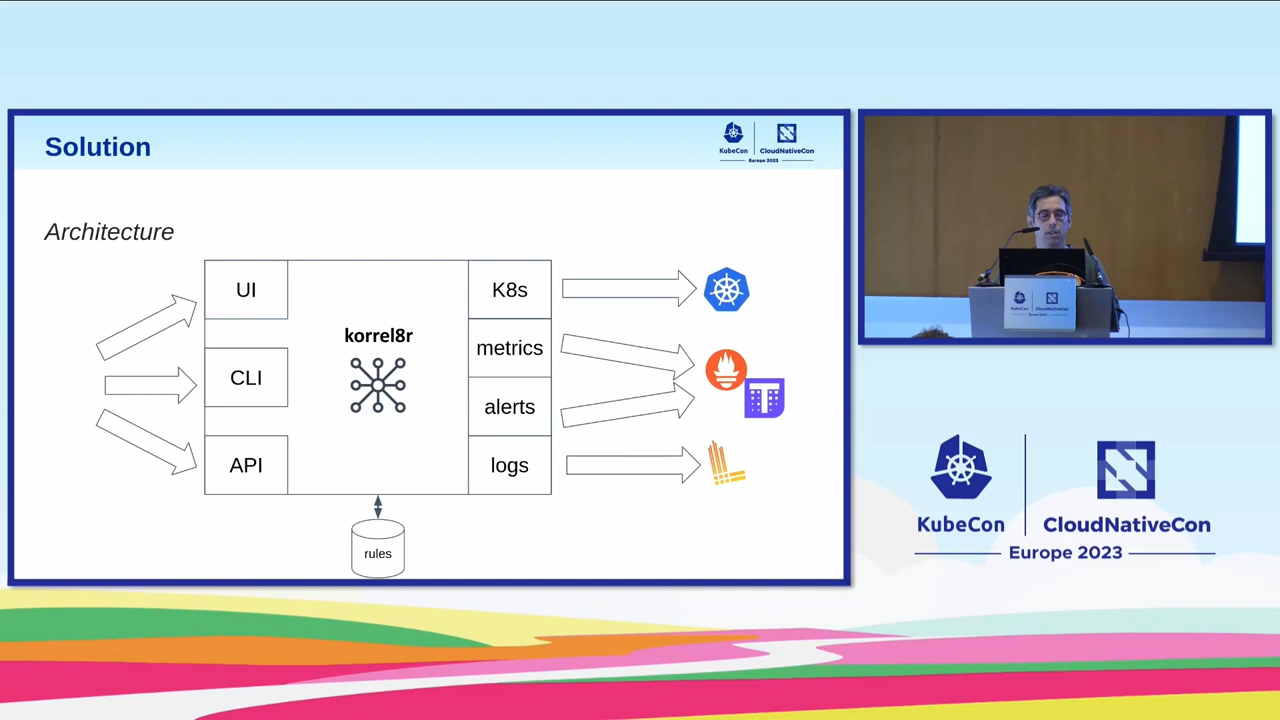 Solution
KubeCon
CloudNativeCon
Europe 2023
Architecture
UI
CLI
API
korrel8r
K8s
metrics
alerts
logs
rules
KubeCon
CloudNativeCon
Europe 2023